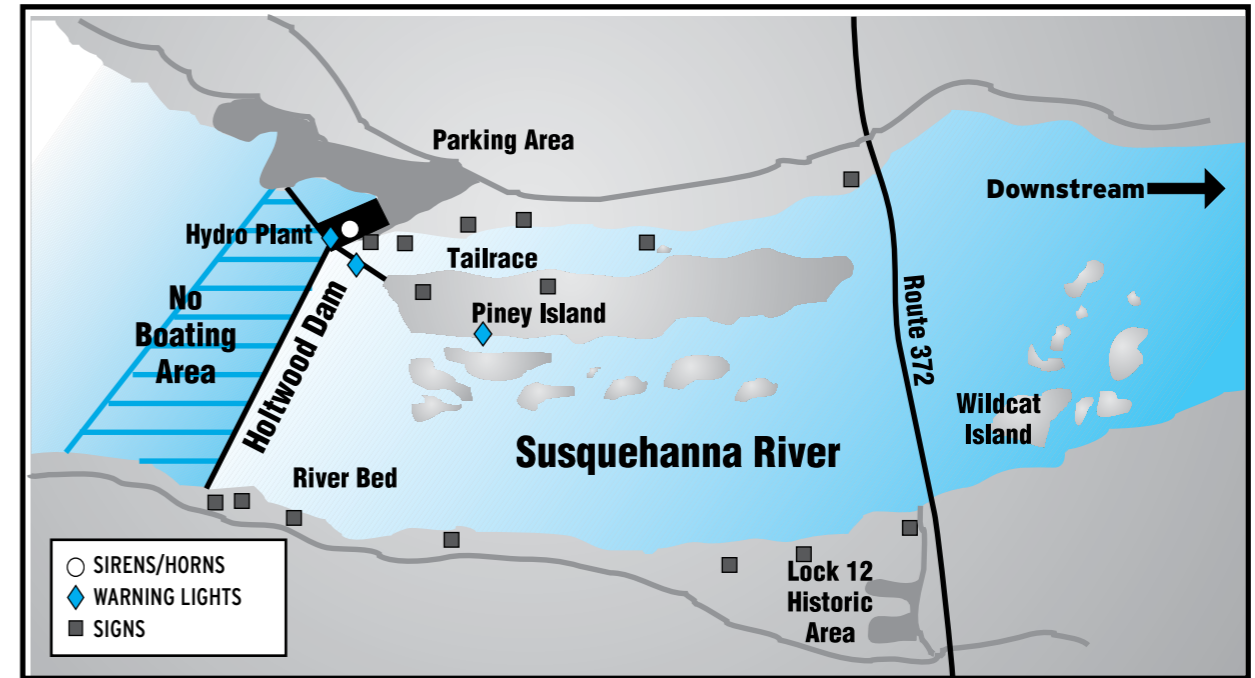 Parking Area
Downstream
Hydro Plant
Tailrace
No
Boating
Area
Holtwood Dam
Piney Island
Route 372
Wildcat
Island
Susquehanna River
River Bed
Lock 12
Historic
Area
SIRENS/HORNS
WARNING LIGHTS
SIGNS